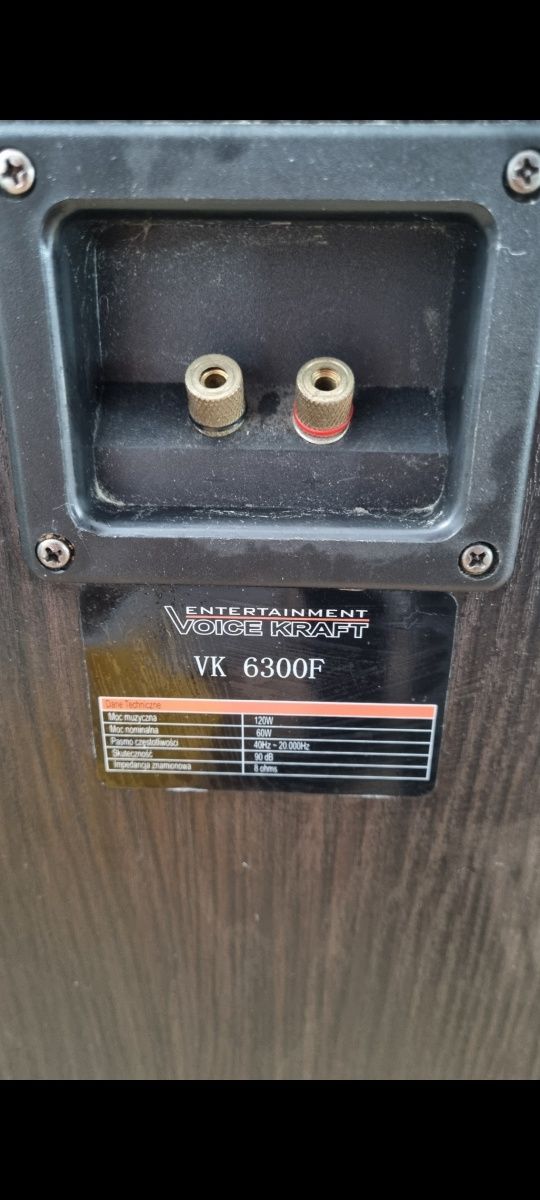 ENTERTAINMENT
VOICE KRAFT
VK 6300F
Dane Techniczne
Moc muzyczna 120W
Moc nominalna 60W
Pasmo częstotliwości 40Hz ~ 20.000Hz
Skuteczność 90 dB
Impedancja znamionowa 8 ohms